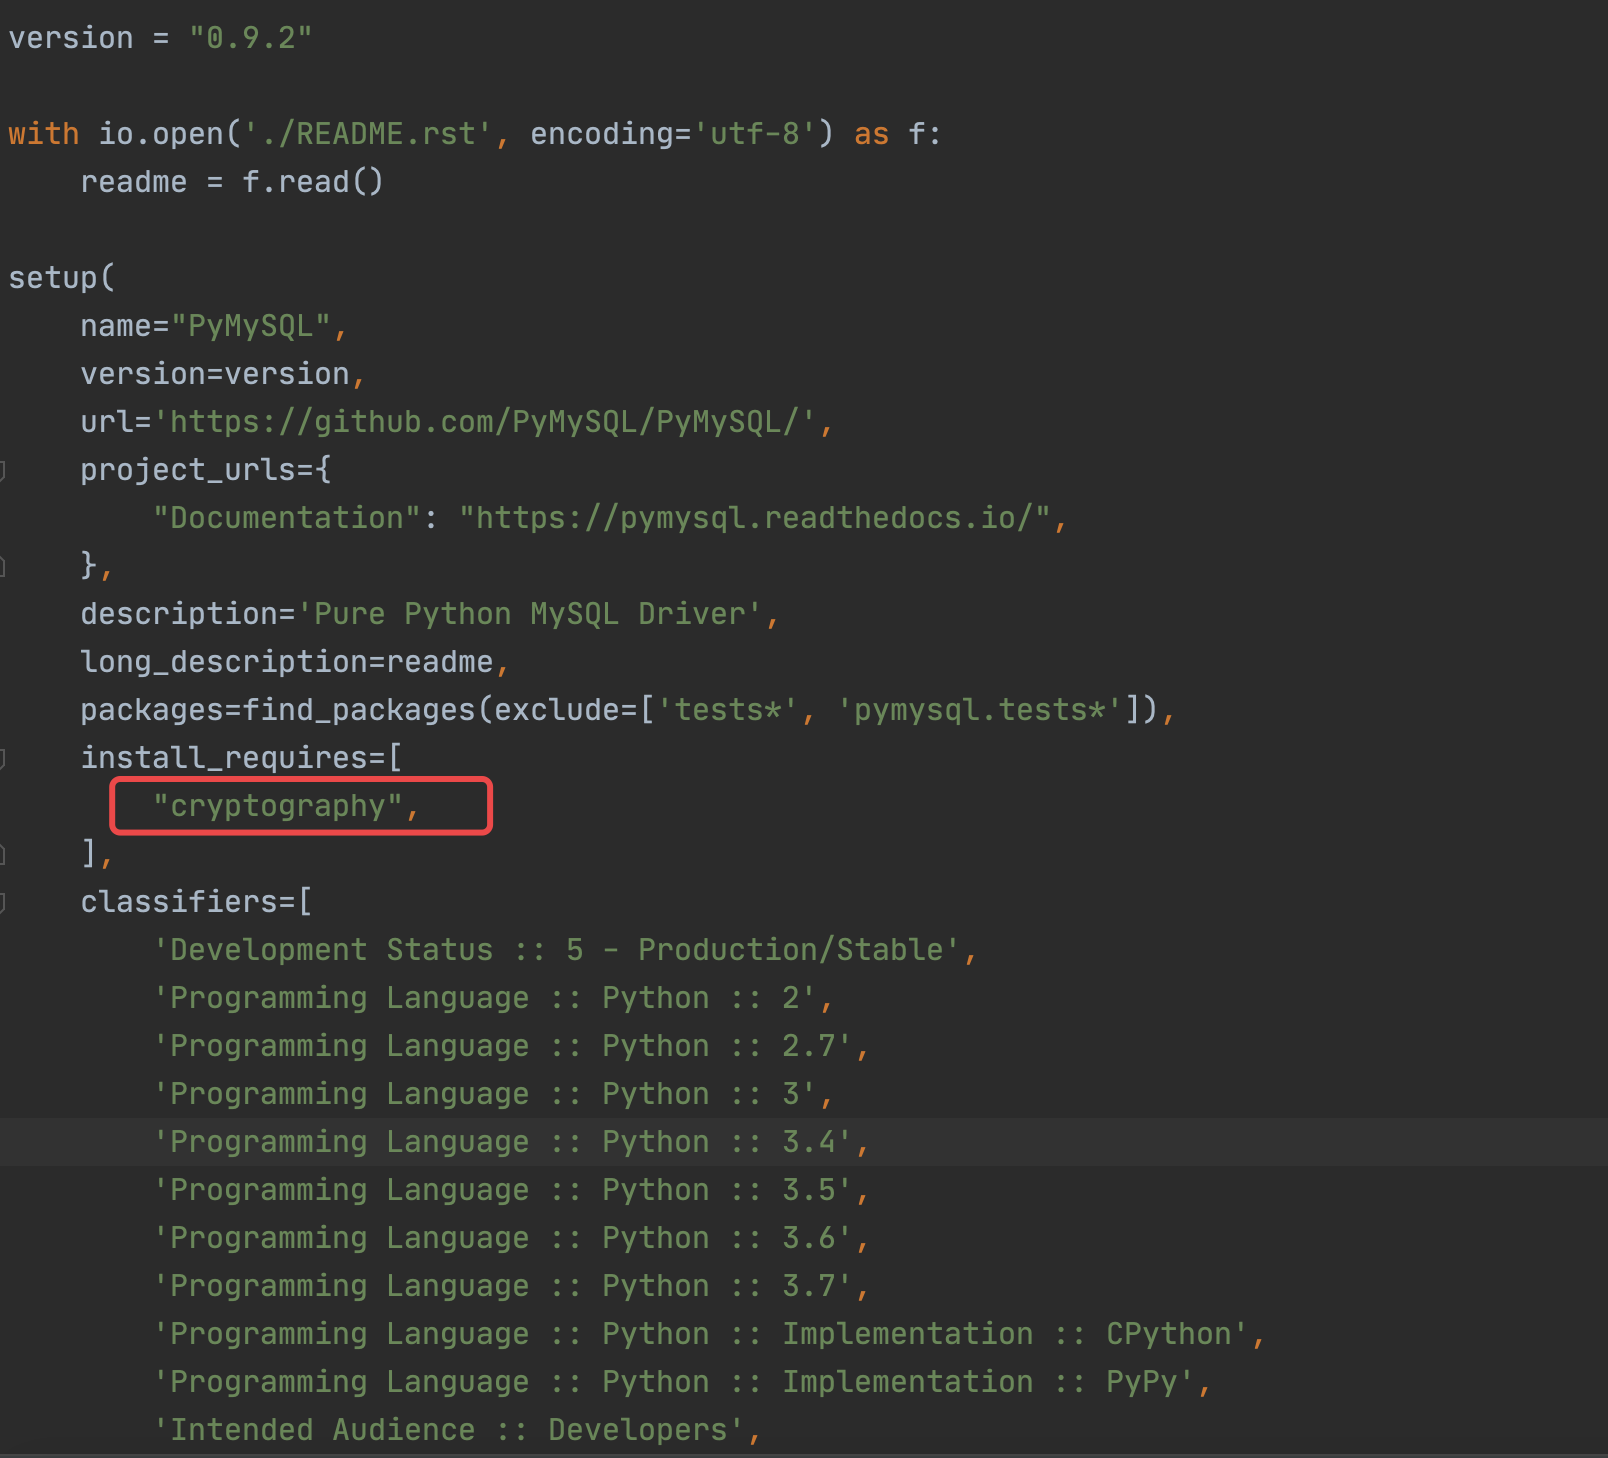 version = "0.9.2"
with io.open('./README.rst', encoding='utf-8') as f:
    readme = f.read()
setup(
    name="PyMySQL",
    version=version,
    url='https://github.com/PyMySQL/PyMySQL/',
    project_urls={
        "Documentation": "https://pymysql.readthedocs.io/",
    },
    description='Pure Python MySQL Driver',
    long_description=readme,
    packages=find_packages(exclude=['tests*', 'pymysql.tests*']),
    install_requires=[
        "cryptography",
    ],
    classifiers=[
        'Development Status :: 5 - Production/Stable',
        'Programming Language :: Python :: 2',
        'Programming Language :: Python :: 2.7',
        'Programming Language :: Python :: 3',
        'Programming Language :: Python :: 3.4',
        'Programming Language :: Python :: 3.5',
        'Programming Language :: Python :: 3.6',
        'Programming Language :: Python :: 3.7',
        'Programming Language :: Python :: Implementation :: CPython',
        'Programming Language :: Python :: Implementation :: PyPy',
        'Intended Audience :: Developers',